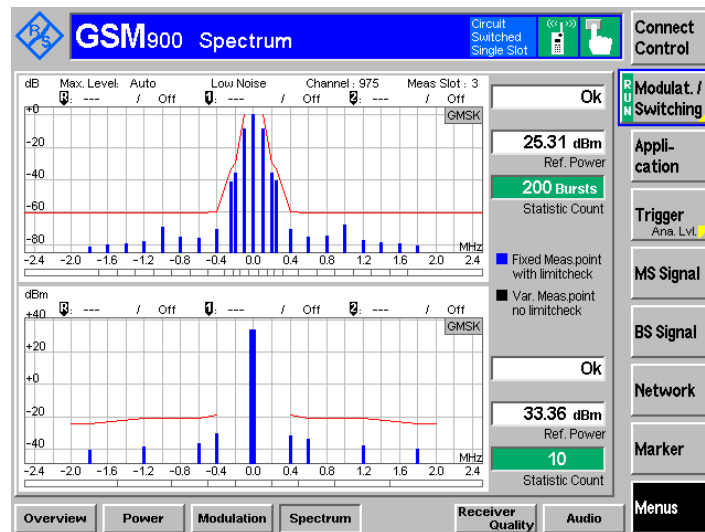 R S
GSM900 Spectrum
Circuit
Switched
Single Slot
Connect
Control
dB Max. Level: Auto Low Noise Channel : 975 Meas Slot : 3
R: --- / Off 1: --- / Off 2: --- / Off
GMSK
+0
-20
-40
-60
-80
MHz
-2.4 -2.0 -1.6 -1.2 -0.8 -0.4 0.0 0.4 0.8 1.2 1.6 2.0 2.4
Ok
25.31 dBm
Ref. Power
200 Bursts
Statistic Count
Fixed Meas.point
with limitcheck
Var. Meas.point
no limitcheck
dBm
R: --- / Off 1: --- / Off 2: --- / Off
GMSK
+40
+20
+0
-20
-40
MHz
-2.4 -2.0 -1.6 -1.2 -0.8 -0.4 0.0 0.4 0.8 1.2 1.6 2.0 2.4
Ok
33.36 dBm
Ref. Power
10
Statistic Count
RUN
Modulat. /
Switching
Appli-
cation
Trigger
Ana. Lvl.
MS Signal
BS Signal
Network
Marker
Menus
Overview Power Modulation Spectrum Receiver
Quality Audio